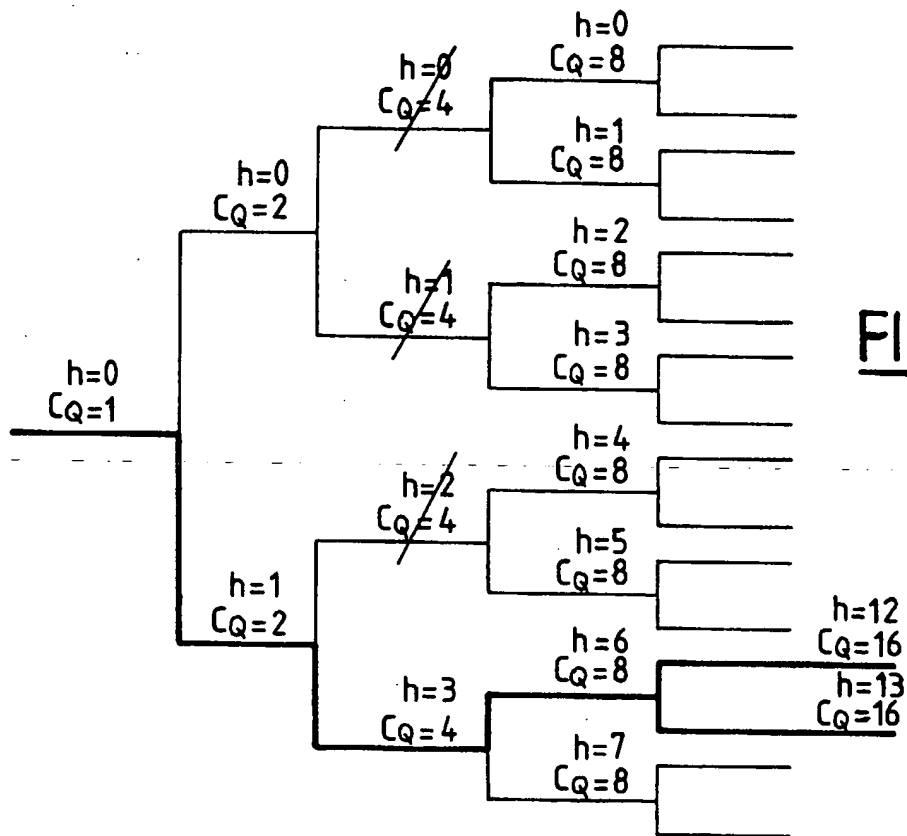 h=0
CQ=8
h=0
CQ=4
h=1
CQ=8
h=0
CQ=2
h=2
CQ=8
h=1
CQ=4
h=3
CQ=8
FI
h=0
CQ=1
h=4
CQ=8
h=2
CQ=4
h=5
CQ=8
h=1
CQ=2
h=12
CQ=16
h=6
CQ=8
h=13
CQ=16
h=3
CQ=4
h=7
CQ=8